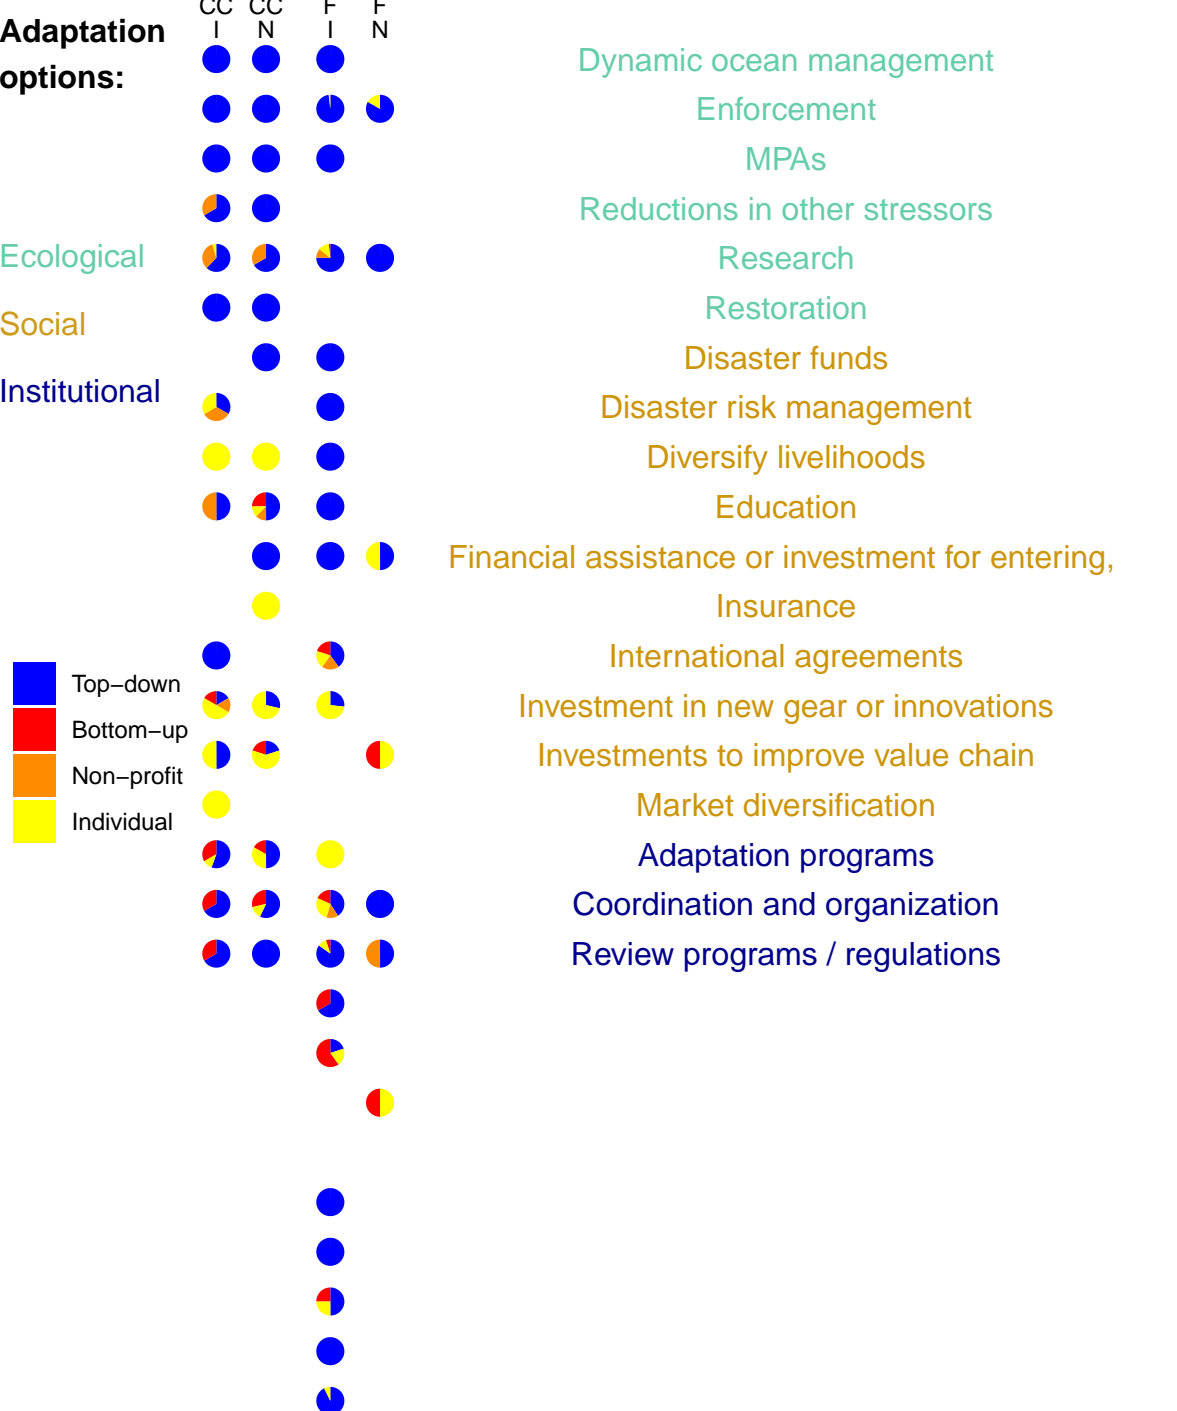 CC CC F F
Adaptation I N I N
options:
Dynamic ocean management
Enforcement
MPAs
Reductions in other stressors
Ecological
Research
Restoration
Social
Disaster funds
Institutional
Disaster risk management
Diversify livelihoods
Education
Financial assistance or investment for entering,
Insurance
International agreements
Top−down
Investment in new gear or innovations
Bottom−up
Investments to improve value chain
Non−profit
Market diversification
Individual
Adaptation programs
Coordination and organization
Review programs / regulations